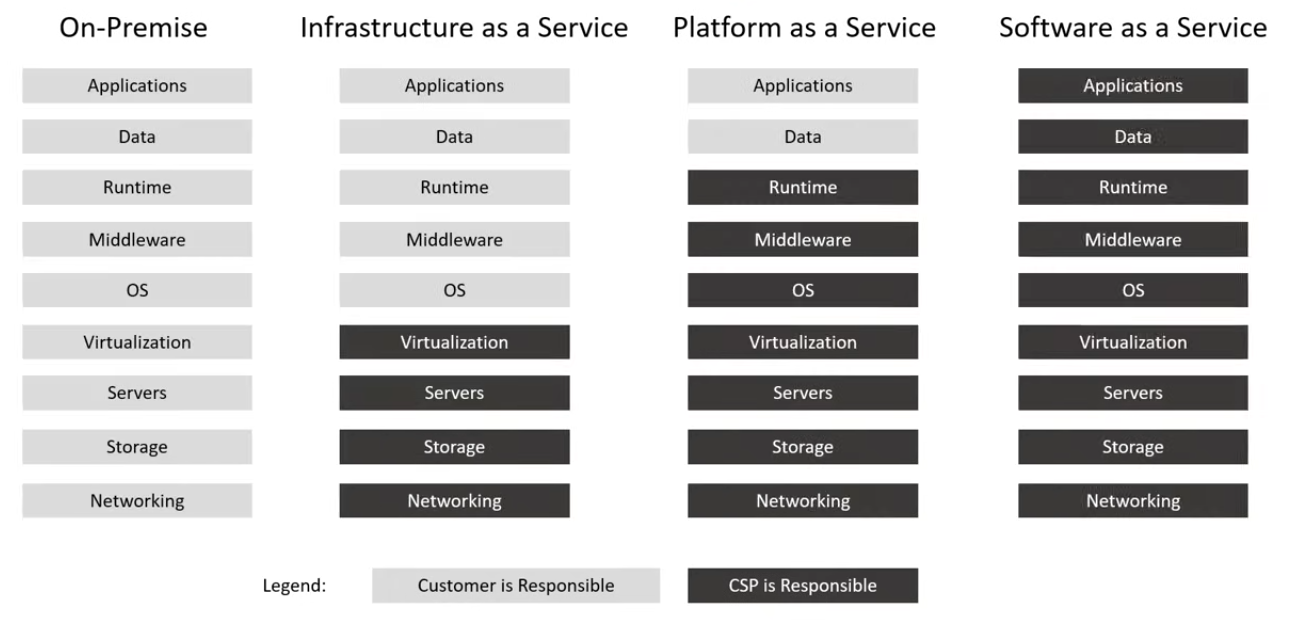 On-Premise Infrastructure as a Service Platform as a Service Software as a Service
Applications Applications Applications Applications
Data Data Data Data
Runtime Runtime Runtime Runtime
Middleware Middleware Middleware Middleware
OS OS OS OS
Virtualization Virtualization Virtualization Virtualization
Servers Servers Servers Servers
Storage Storage Storage Storage
Networking Networking Networking Networking
Legend: Customer is Responsible CSP is Responsible